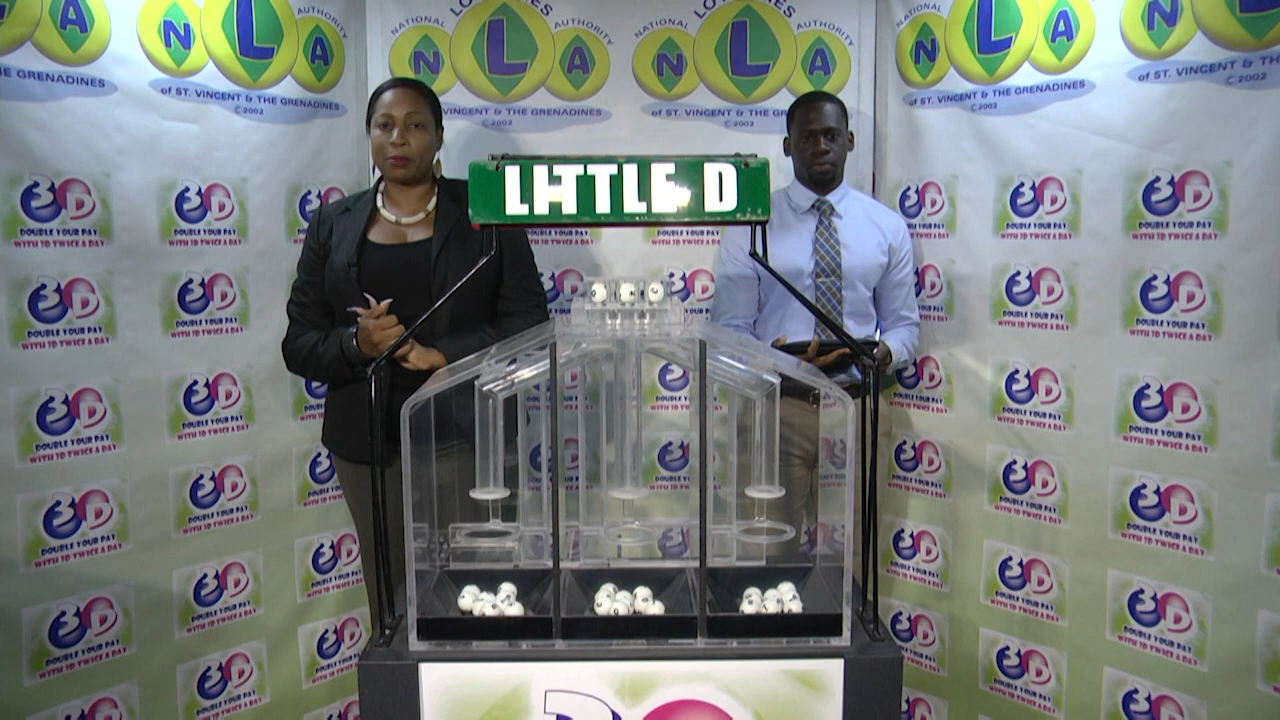 NATIONAL LOTTERIES AUTHORITY
NLA
of ST. VINCENT & THE GRENADINES
©2002
LITTLE D
3D
DOUBLE YOUR PAY
WITH 3D TWICE A DAY